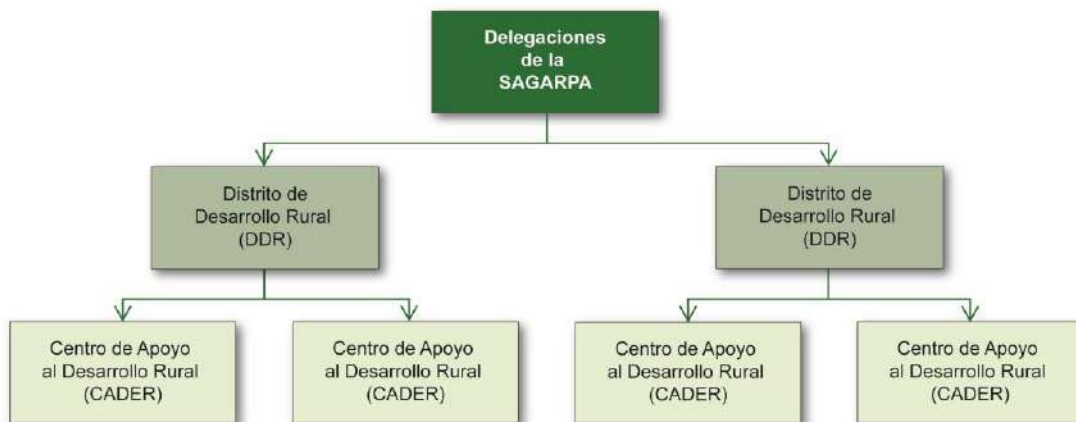 Delegaciones
de la
SAGARPA
Distrito de
Desarrollo Rural
(DDR)
Distrito de
Desarrollo Rural
(DDR)
Centro de Apoyo
al Desarrollo Rural
(CADER)
Centro de Apoyo
al Desarrollo Rural
(CADER)
Centro de Apoyo
al Desarrollo Rural
(CADER)
Centro de Apoyo
al Desarrollo Rural
(CADER)